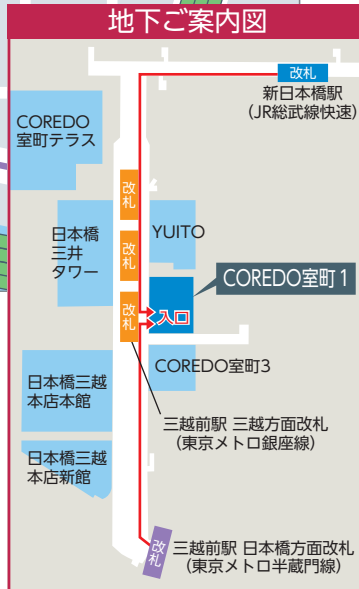 地下ご案内図
改札
新日本橋駅
(JR総武線快速)
COREDO
室町テラス
改札
日本橋
三井
タワー
改札
YUITO
COREDO室町1
改札
入口
COREDO室町3
日本橋三越
本店本館
三越前駅 三越方面改札
(東京メトロ銀座線)
日本橋三越
本店新館
改札
三越前駅 日本橋方面改札
(東京メトロ半蔵門線)